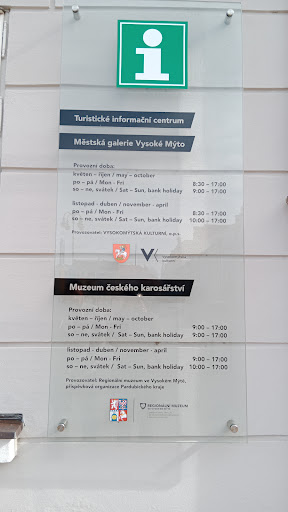 Turistické informační centrum
Městská galerie Vysoké Mýto
Provozní doba:
květen – říjen / may – october
po – pá / Mon - Fri 8:30 – 17:00
so – ne, svátek / Sat – Sun, bank holiday 9:00 – 17:00
listopad - duben / november - april
po – pá / Mon - Fri 8:30 – 17:00
so – ne, svátek / Sat – Sun, bank holiday 10:00 – 17:00
Provozovatel: VYSOKOMÝTSKÁ KULTURNÍ, o.p.s.
Vysokomýtská
kulturní
Muzeum českého karosářství
Provozní doba:
květen – říjen / may – october
po – pá / Mon - Fri 9:00 – 17:00
so – ne, svátek / Sat – Sun, bank holiday 9:00 – 17:00
listopad - duben / november - april
po – pá / Mon - Fri 9:00 – 17:00
so – ne, svátek / Sat – Sun, bank holiday 10:00 – 17:00
Provozovatel: Regionální muzeum ve Vysokém Mýtě,
příspěvková organizace Pardubického kraje
REGIONÁLNÍ MUZEUM